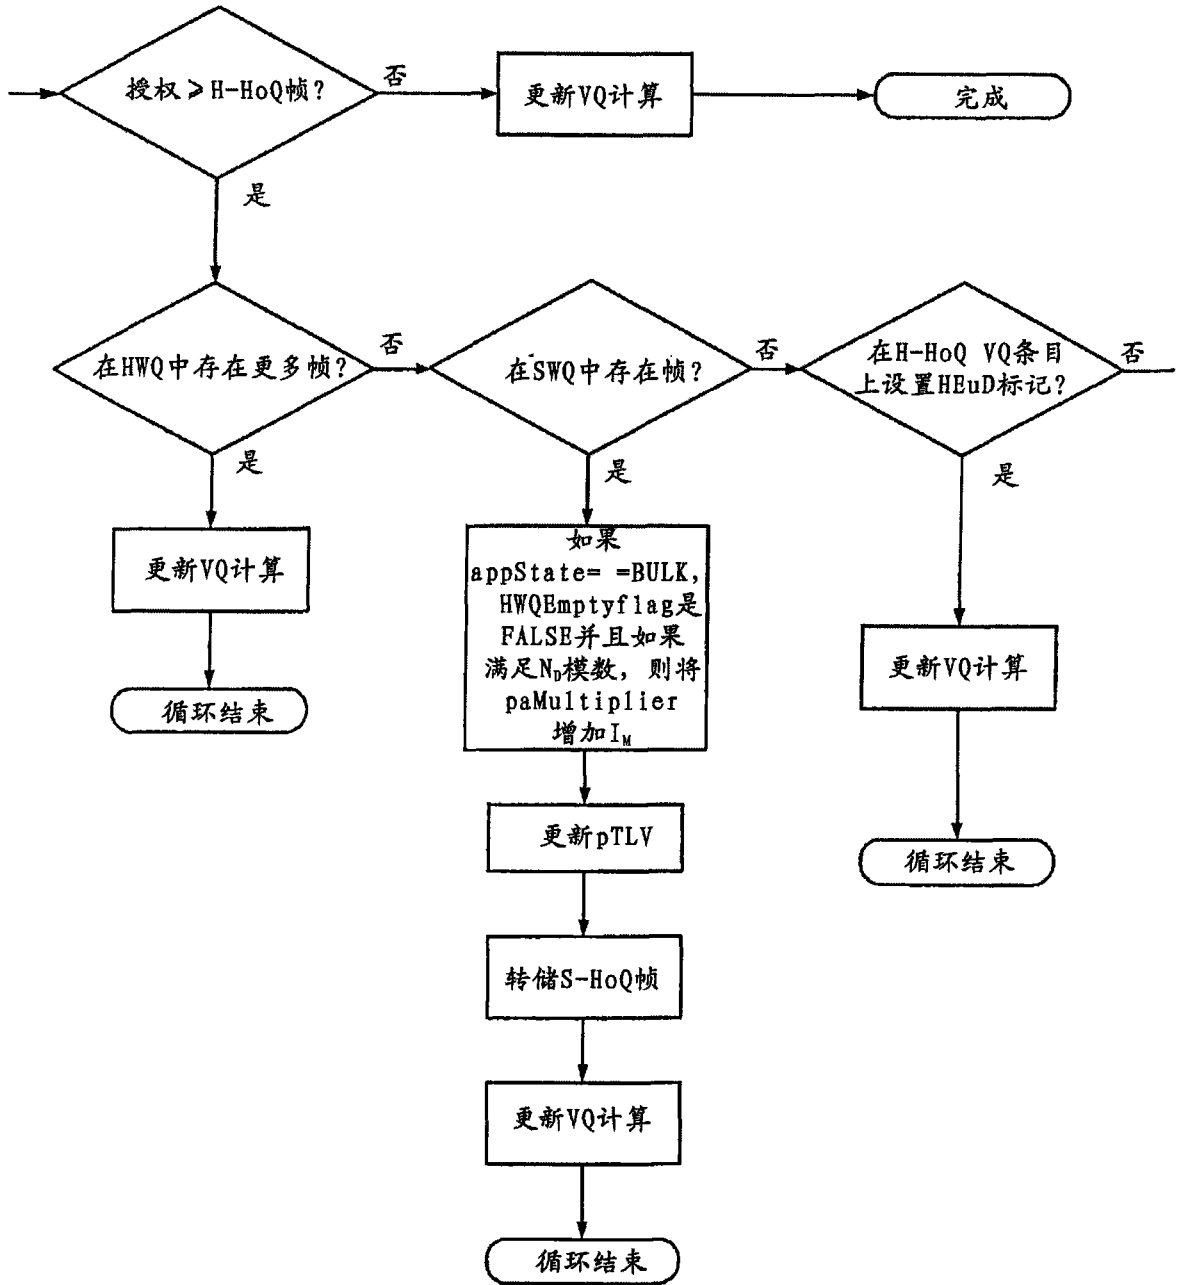 授权≥H-HoQ帧?
否
更新VQ计算
完成
是
在HWQ中存在更多帧?
否
在SWQ中存在帧?
否
在H-HoQ VQ条目
上设置HEuD标记?
否
是
是
是
更新VQ计算
循环结束
如果
appState= =BULK,
HWQEmptyflag是
FALSE并且如果
满足N_D模数, 则将
paMultiplier
增加I_M
更新VQ计算
循环结束
更新pTLV
转储S-HoQ帧
更新VQ计算
循环结束